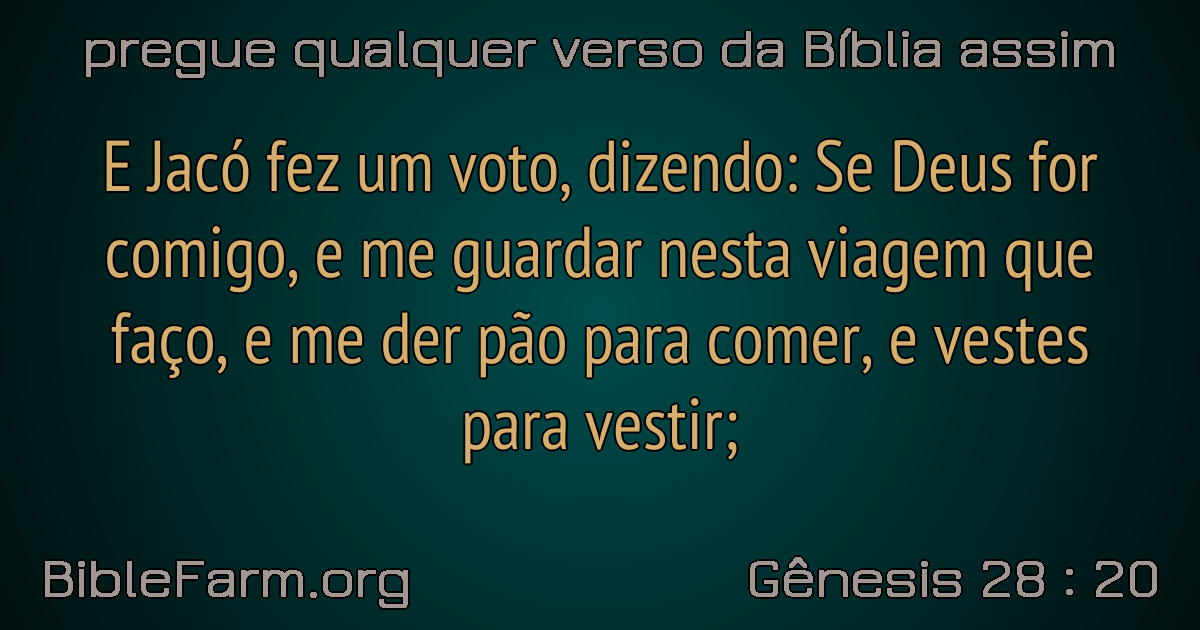 pregue qualquer verso da Bíblia assim
E Jacó fez um voto, dizendo: Se Deus for
comigo, e me guardar nesta viagem que
faço, e me der pão para comer, e vestes
para vestir;
BibleFarm.org
Gênesis 28 : 20